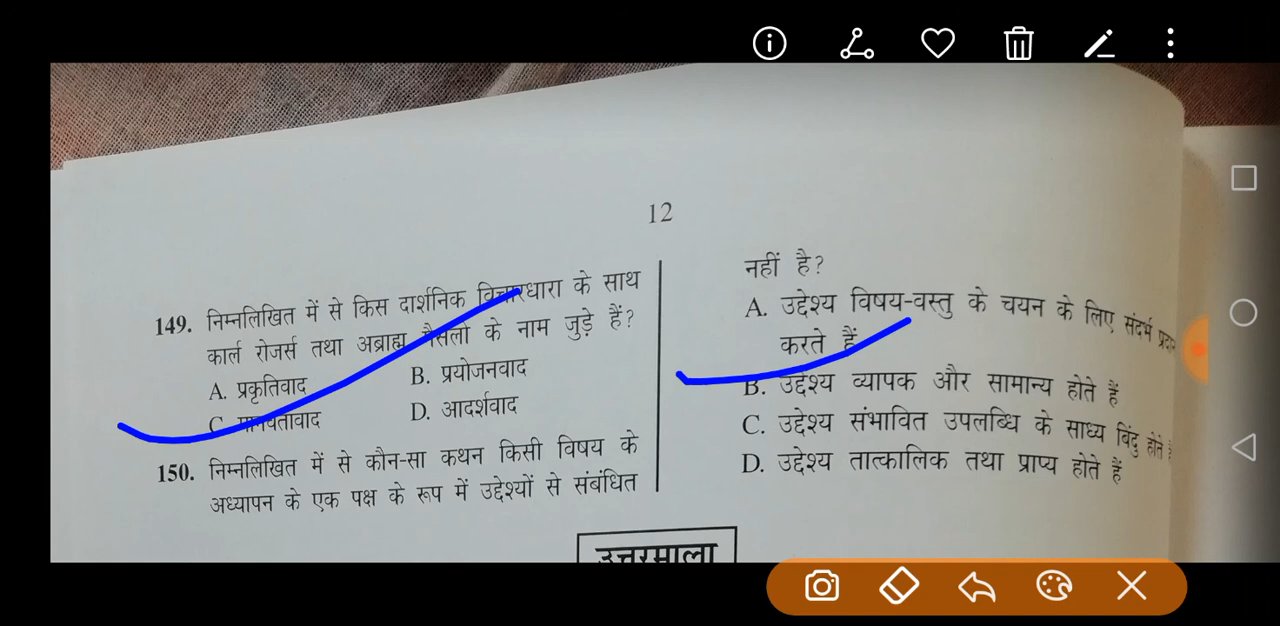 12
149. निम्नलिखित में से किस दार्शनिक विचारधारा के साथ
कार्ल रोजर्स तथा अब्राह्म मैसलो के नाम जुड़े हैं?
A. प्रकृतिवाद B. प्रयोजनवाद
C. मानवतावाद D. आदर्शवाद
150. निम्नलिखित में से कौन-सा कथन किसी विषय के
अध्यापन के एक पक्ष के रूप में उद्देश्यों से संबंधित
नहीं है?
A. उद्देश्य विषय-वस्तु के चयन के लिए संदर्भ प्रदान
करते हैं
B. उद्देश्य व्यापक और सामान्य होते हैं
C. उद्देश्य संभावित उपलब्धि के साध्य बिंदु होते हैं
D. उद्देश्य तात्कालिक तथा प्राप्य होते हैं
उत्तरमाला